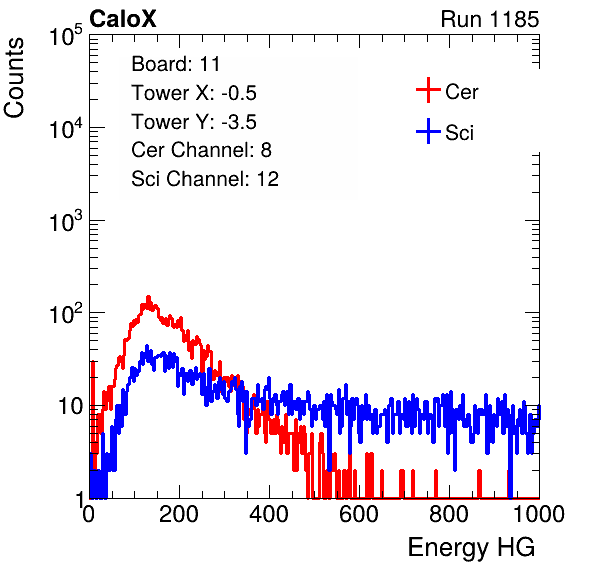 CaloX Run 1185
Counts
10^5
10^4
10^3
10^2
10
1
Board: 11
Tower X: -0.5
Tower Y: -3.5
Cer Channel: 8
Sci Channel: 12
Cer
Sci
0 200 400 600 800 1000
Energy HG